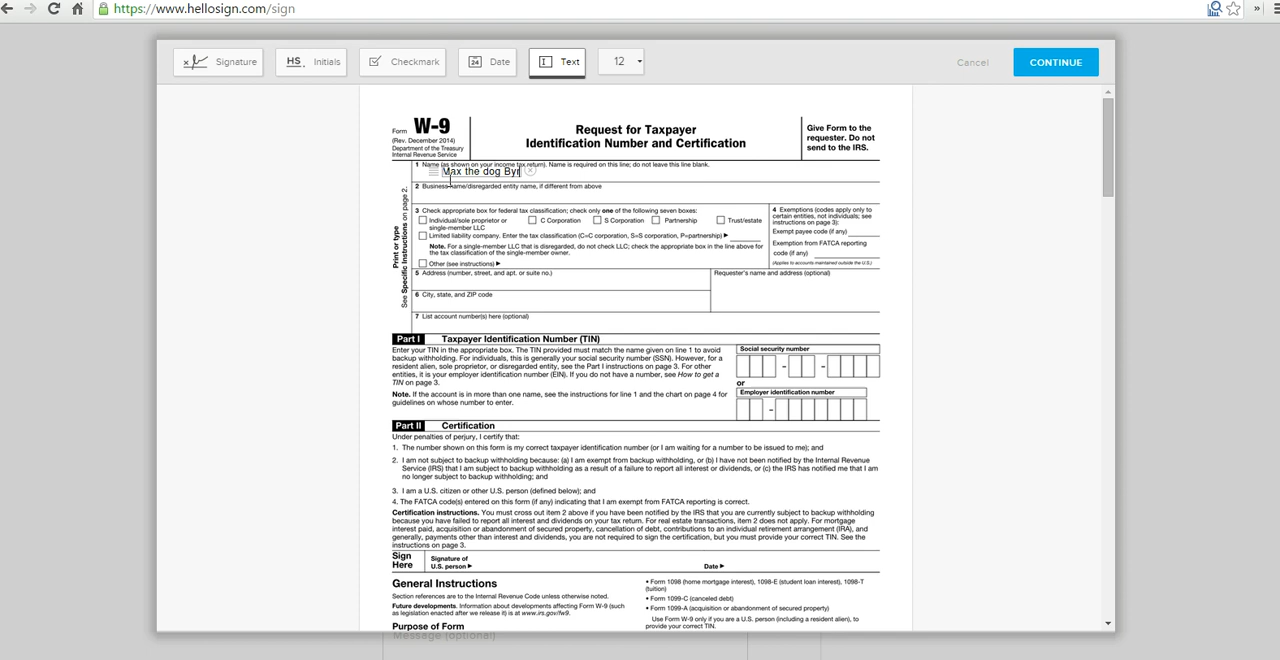 https://www.hellosign.com/sign
Signature
HS. Initials
Checkmark
24 Date
Text
12
Cancel
CONTINUE
Form W-9
(Rev. December 2014)
Department of the Treasury
Internal Revenue Service
Request for Taxpayer
Identification Number and Certification
Give Form to the
requester. Do not
send to the IRS.
Print or type
See Specific Instructions on page 2.
1 Name (as shown on your income tax return). Name is required on this line; do not leave this line blank.
Max the dog Byr
2 Business name/disregarded entity name, if different from above
3 Check appropriate box for federal tax classification; check only one of the following seven boxes:
Individual/sole proprietor or
single-member LLC
C Corporation
S Corporation
Partnership
Trust/estate
Limited liability company. Enter the tax classification (C=C corporation, S=S corporation, P=partnership)
Note. For a single-member LLC that is disregarded, do not check LLC; check the appropriate box in the line above for
the tax classification of the single-member owner.
Other (see instructions)
4 Exemptions (codes apply only to
certain entities, not individuals; see
instructions on page 3):
Exempt payee code (if any)
Exemption from FATCA reporting
code (if any)
(Applies to accounts maintained outside the U.S.)
5 Address (number, street, and apt. or suite no.)
Requester's name and address (optional)
6 City, state, and ZIP code
7 List account number(s) here (optional)
Part I Taxpayer Identification Number (TIN)
Enter your TIN in the appropriate box. The TIN provided must match the name given on line 1 to avoid
backup withholding. For individuals, this is generally your social security number (SSN). However, for a
resident alien, sole proprietor, or disregarded entity, see the Part I instructions on page 3. For other
entities, it is your employer identification number (EIN). If you do not have a number, see How to get a
TIN on page 3.
Note. If the account is in more than one name, see the instructions for line 1 and the chart on page 4 for
guidelines on whose number to enter.
Social security number
or
Employer identification number
Part II Certification
Under penalties of perjury, I certify that:
1. The number shown on this form is my correct taxpayer identification number (or I am waiting for a number to be issued to me); and
2. I am not subject to backup withholding because: (a) I am exempt from backup withholding, or (b) I have not been notified by the Internal Revenue
Service (IRS) that I am subject to backup withholding as a result of a failure to report all interest or dividends, or (c) the IRS has notified me that I am
no longer subject to backup withholding; and
3. I am a U.S. citizen or other U.S. person (defined below); and
4. The FATCA code(s) entered on this form (if any) indicating that I am exempt from FATCA reporting is correct.
Certification instructions. You must cross out item 2 above if you have been notified by the IRS that you are currently subject to backup withholding
because you have failed to report all interest and dividends on your tax return. For real estate transactions, item 2 does not apply. For mortgage
interest paid, acquisition or abandonment of secured property, cancellation of debt, contributions to an individual retirement arrangement (IRA), and
generally, payments other than interest and dividends, you are not required to sign the certification, but you must provide your correct TIN. See the
instructions on page 3.
Sign
Here
Signature of
U.S. person
Date
General Instructions
Section references are to the Internal Revenue Code unless otherwise noted.
Future developments. Information about developments affecting Form W-9 (such
as legislation enacted after we release it) is at www.irs.gov/fw9.
Purpose of Form
• Form 1098 (home mortgage interest), 1098-E (student loan interest), 1098-T
(tuition)
• Form 1099-C (canceled debt)
• Form 1099-A (acquisition or abandonment of secured property)
Use Form W-9 only if you are a U.S. person (including a resident alien), to
provide your correct TIN.
Message (optional)